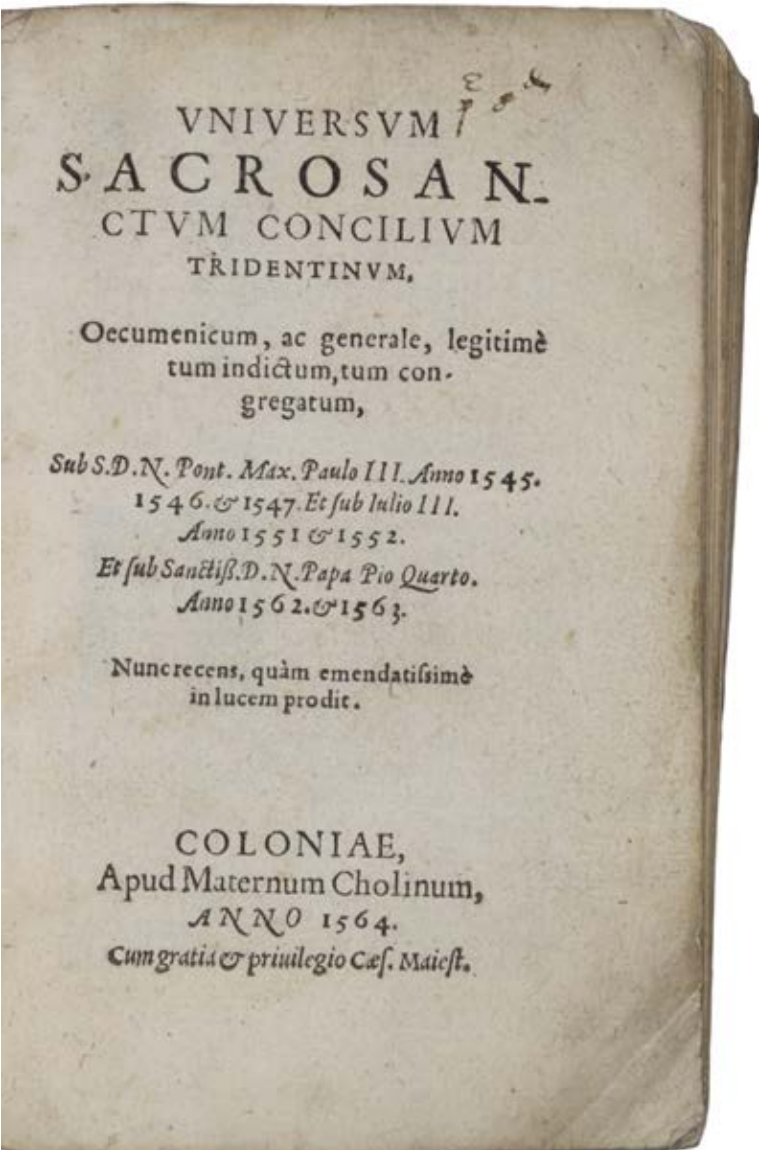 VNIVERSVM
SACROSAN-
CTVM CONCILIVM
TRIDENTINVM,
Oecumenicum, ac generale, legitimè
tum indictum, tum con-
gregatum,
Sub S.D.N. Pont. Max. Paulo III. Anno 1545.
1546. & 1547. Et ſub Iulio III.
Anno 1551 & 1552.
Et ſub Sanctiß.D.N.Papa Pio Quarto.
Anno 1562. & 1563.
Nunc recens, quàm emendatiſsimè
in lucem prodit.
COLONIAE,
Apud Maternum Cholinum,
ANNO 1564.
Cum gratia & priuilegio Cæſ. Maieſt.